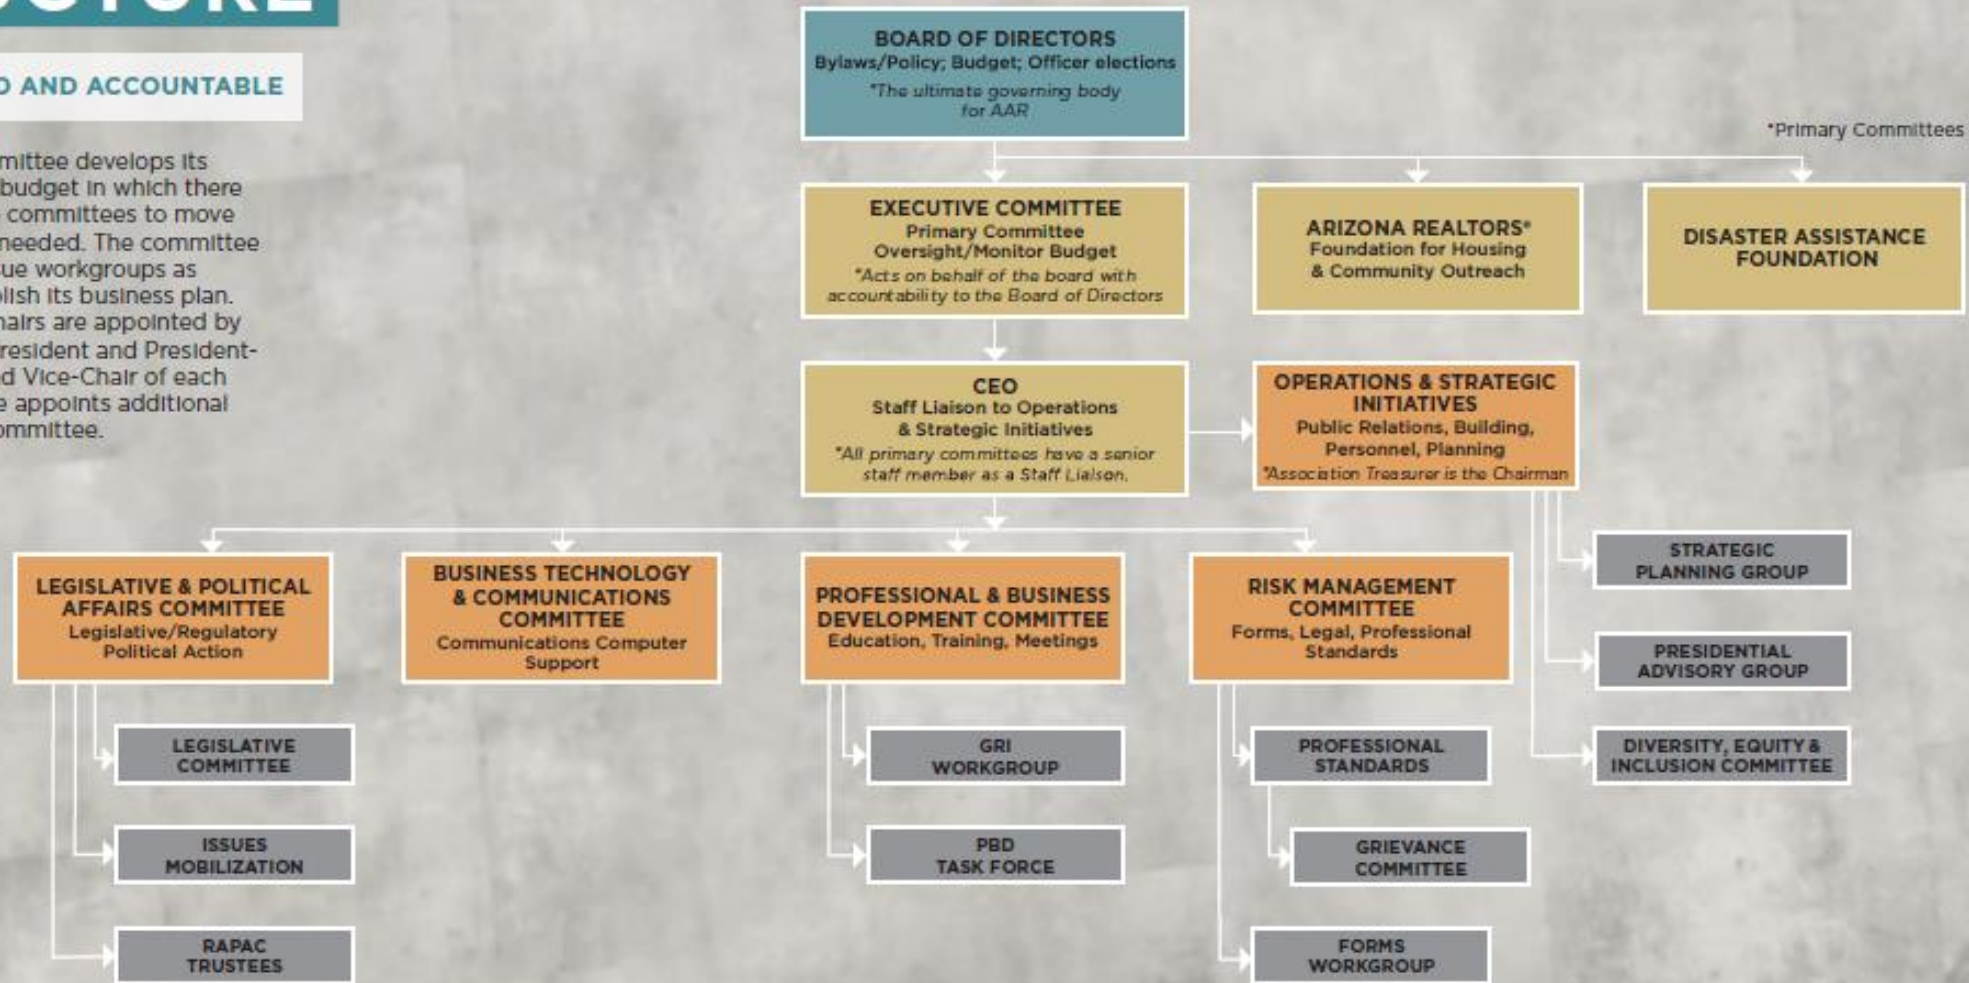 D AND ACCOUNTABLE
mittee develops its
budget in which there
committees to move
needed. The committee
sue workgroups as
lish its business plan.
hairs are appointed by
resident and President-
d Vice-Chair of each
e appoints additional
ommittee.
BOARD OF DIRECTORS
Bylaws/Policy; Budget; Officer elections
*The ultimate governing body
for AAR
*Primary Committees
EXECUTIVE COMMITTEE
Primary Committee
Oversight/Monitor Budget
*Acts on behalf of the board with
accountability to the Board of Directors
ARIZONA REALTORS®
Foundation for Housing
& Community Outreach
DISASTER ASSISTANCE
FOUNDATION
CEO
Staff Liaison to Operations
& Strategic Initiatives
*All primary committees have a senior
staff member as a Staff Liaison.
OPERATIONS & STRATEGIC
INITIATIVES
Public Relations, Building,
Personnel, Planning
*Association Treasurer is the Chairman
STRATEGIC
PLANNING GROUP
PRESIDENTIAL
ADVISORY GROUP
DIVERSITY, EQUITY &
INCLUSION COMMITTEE
LEGISLATIVE & POLITICAL
AFFAIRS COMMITTEE
Legislative/Regulatory
Political Action
BUSINESS TECHNOLOGY
& COMMUNICATIONS
COMMITTEE
Communications Computer
Support
PROFESSIONAL & BUSINESS
DEVELOPMENT COMMITTEE
Education, Training, Meetings
RISK MANAGEMENT
COMMITTEE
Forms, Legal, Professional
Standards
LEGISLATIVE
COMMITTEE
ISSUES
MOBILIZATION
RAPAC
TRUSTEES
GRI
WORKGROUP
PBD
TASK FORCE
PROFESSIONAL
STANDARDS
GRIEVANCE
COMMITTEE
FORMS
WORKGROUP